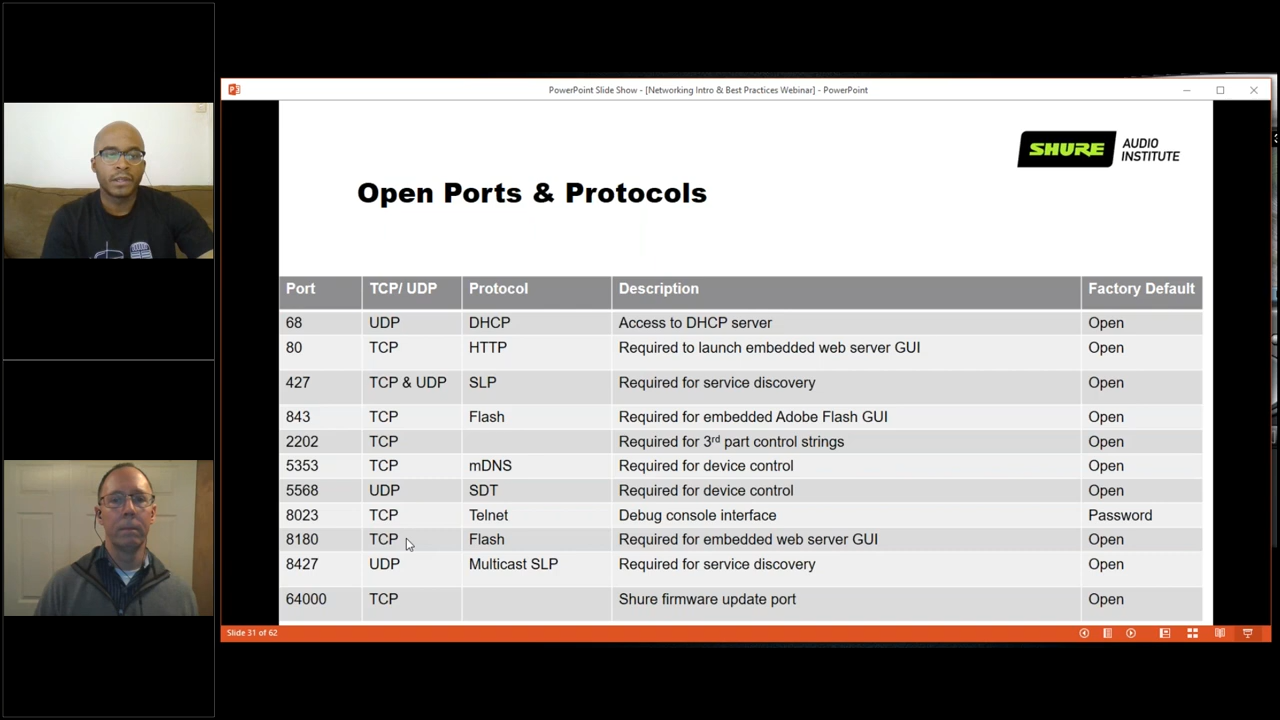 PowerPoint Slide Show - [Networking Intro & Best Practices Webinar] - PowerPoint
SHURE AUDIO INSTITUTE
Open Ports & Protocols
Port TCP/ UDP Protocol Description Factory Default
68 UDP DHCP Access to DHCP server Open
80 TCP HTTP Required to launch embedded web server GUI Open
427 TCP & UDP SLP Required for service discovery Open
843 TCP Flash Required for embedded Adobe Flash GUI Open
2202 TCP Required for 3rd part control strings Open
5353 TCP mDNS Required for device control Open
5568 UDP SDT Required for device control Open
8023 TCP Telnet Debug console interface Password
8180 TCP Flash Required for embedded web server GUI Open
8427 UDP Multicast SLP Required for service discovery Open
64000 TCP Shure firmware update port Open
Slide 31 of 62